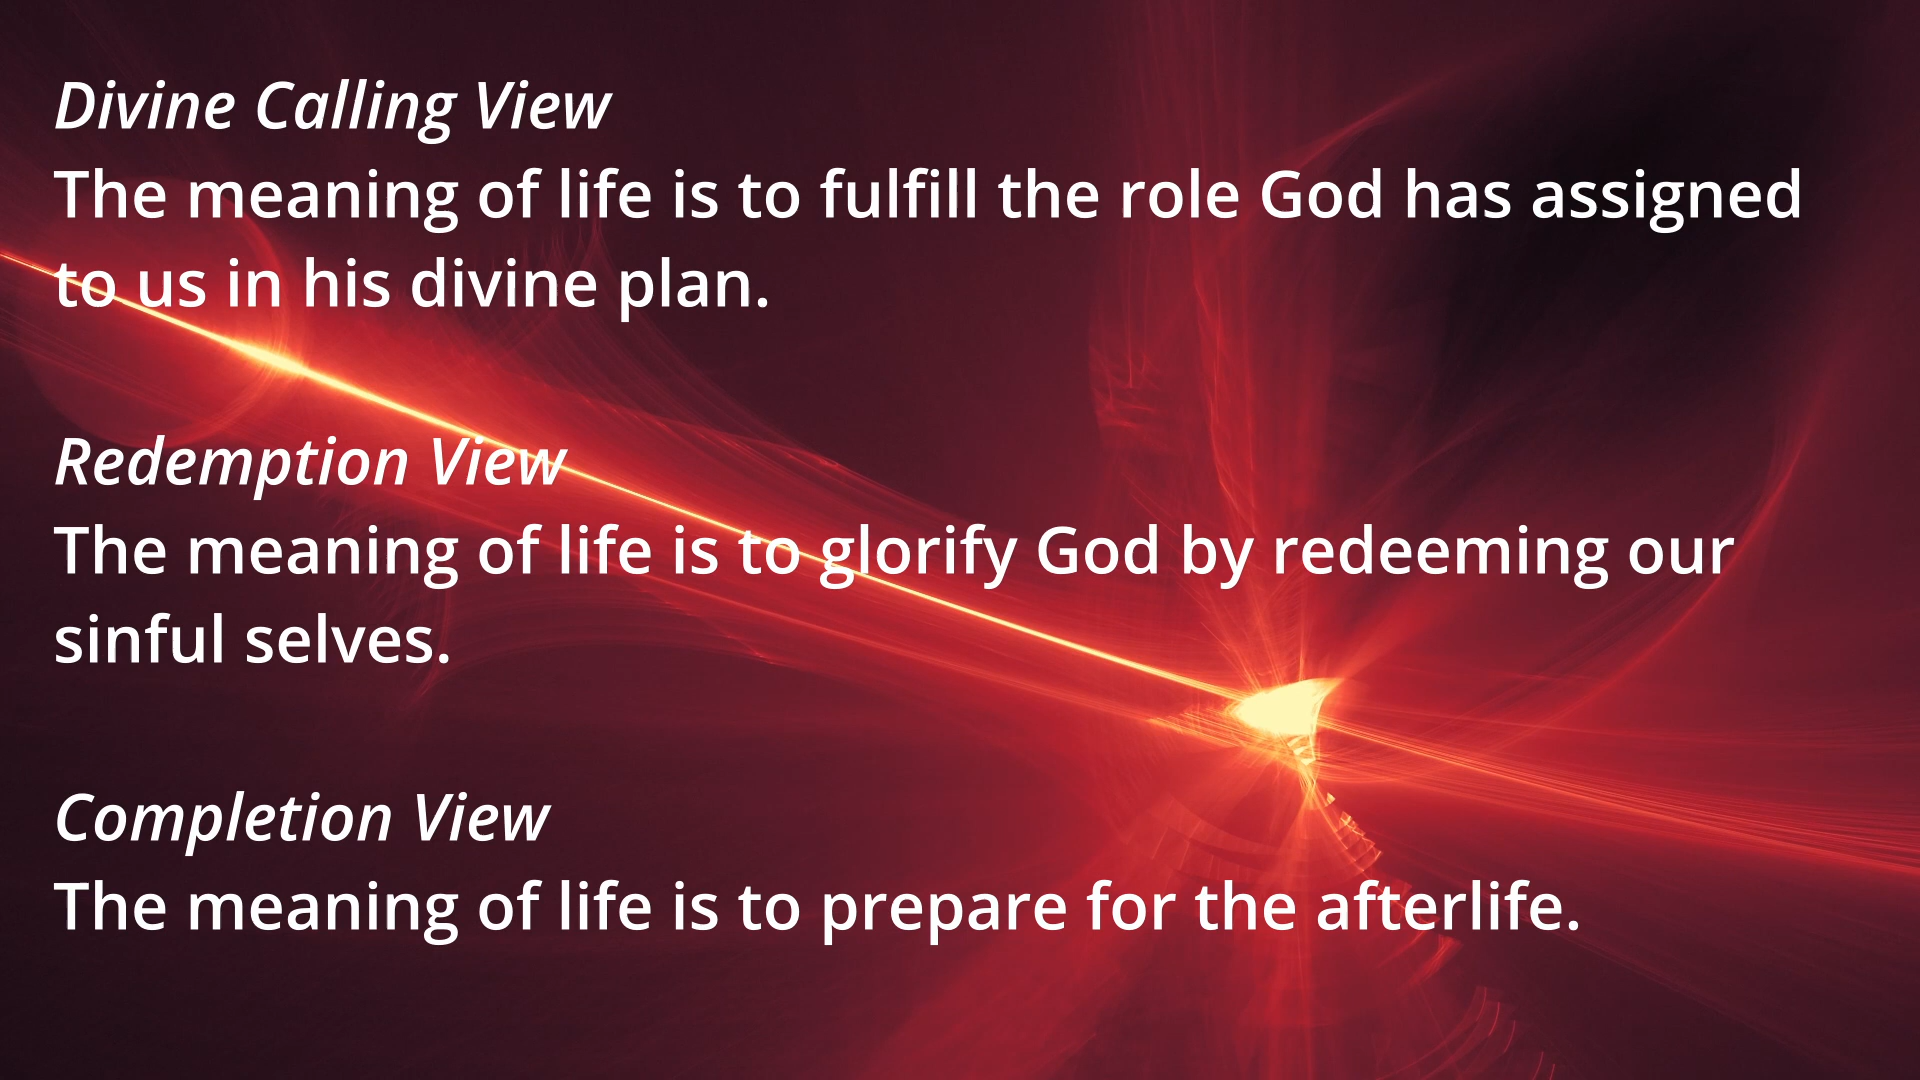 Divine Calling View
The meaning of life is to fulfill the role God has assigned
to us in his divine plan.
Redemption View
The meaning of life is to glorify God by redeeming our
sinful selves.
Completion View
The meaning of life is to prepare for the afterlife.